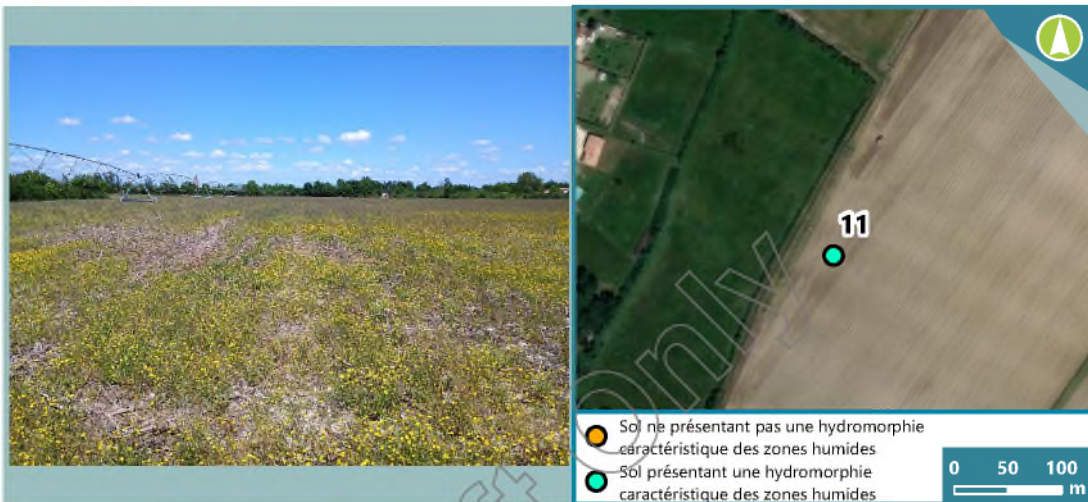 11
Sol ne présentant pas une hydromorphie
caractéristique des zones humides
Sol présentant une hydromorphie
caractéristique des zones humides
0 50 100
m
Only